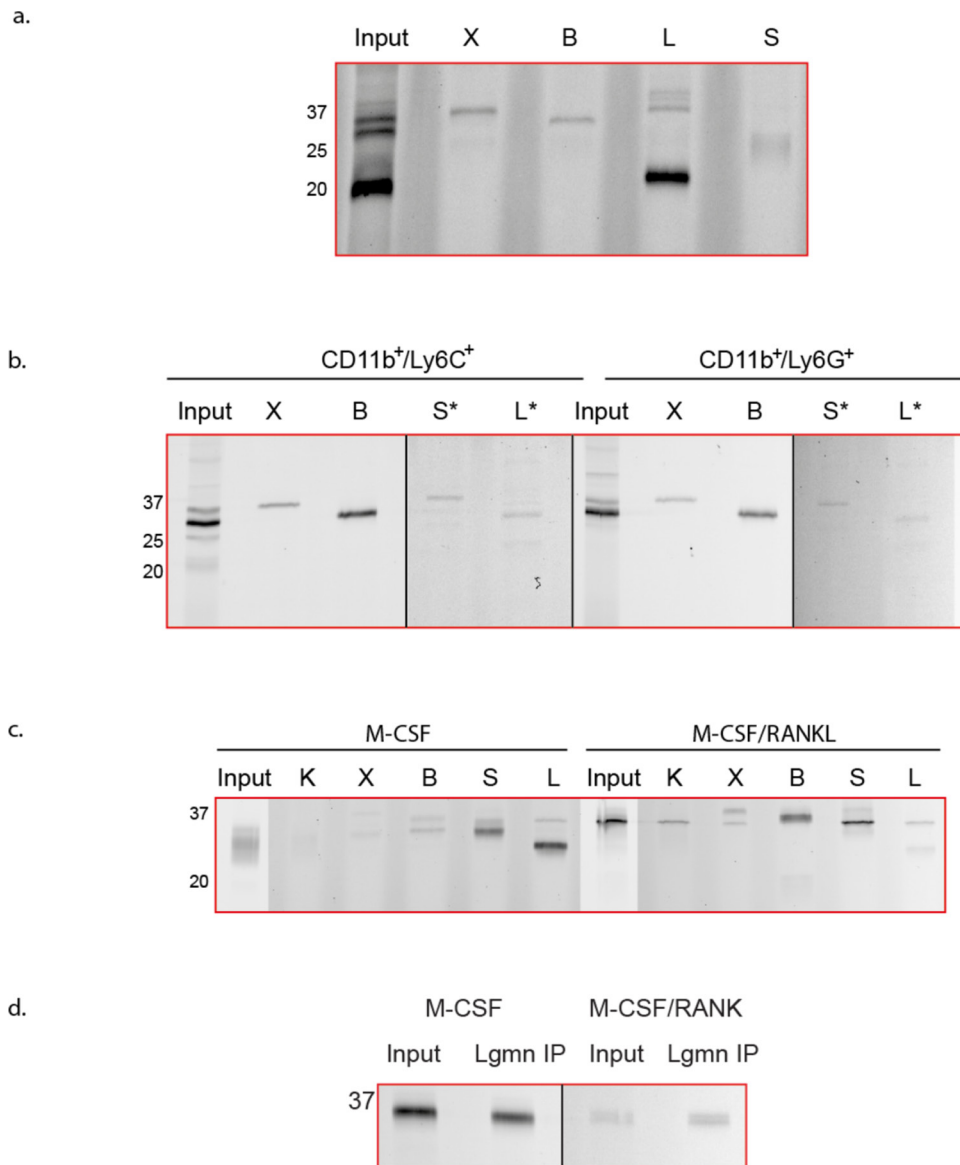 a.
Input X B L S
37
25
20
b.
CD11b⁺/Ly6C⁺ CD11b⁺/Ly6G⁺
Input X B S* L* Input X B S* L*
37
25
20
c.
M-CSF M-CSF/RANKL
Input K X B S L Input K X B S L
37
20
d.
M-CSF M-CSF/RANK
Input Lgmn IP Input Lgmn IP
37